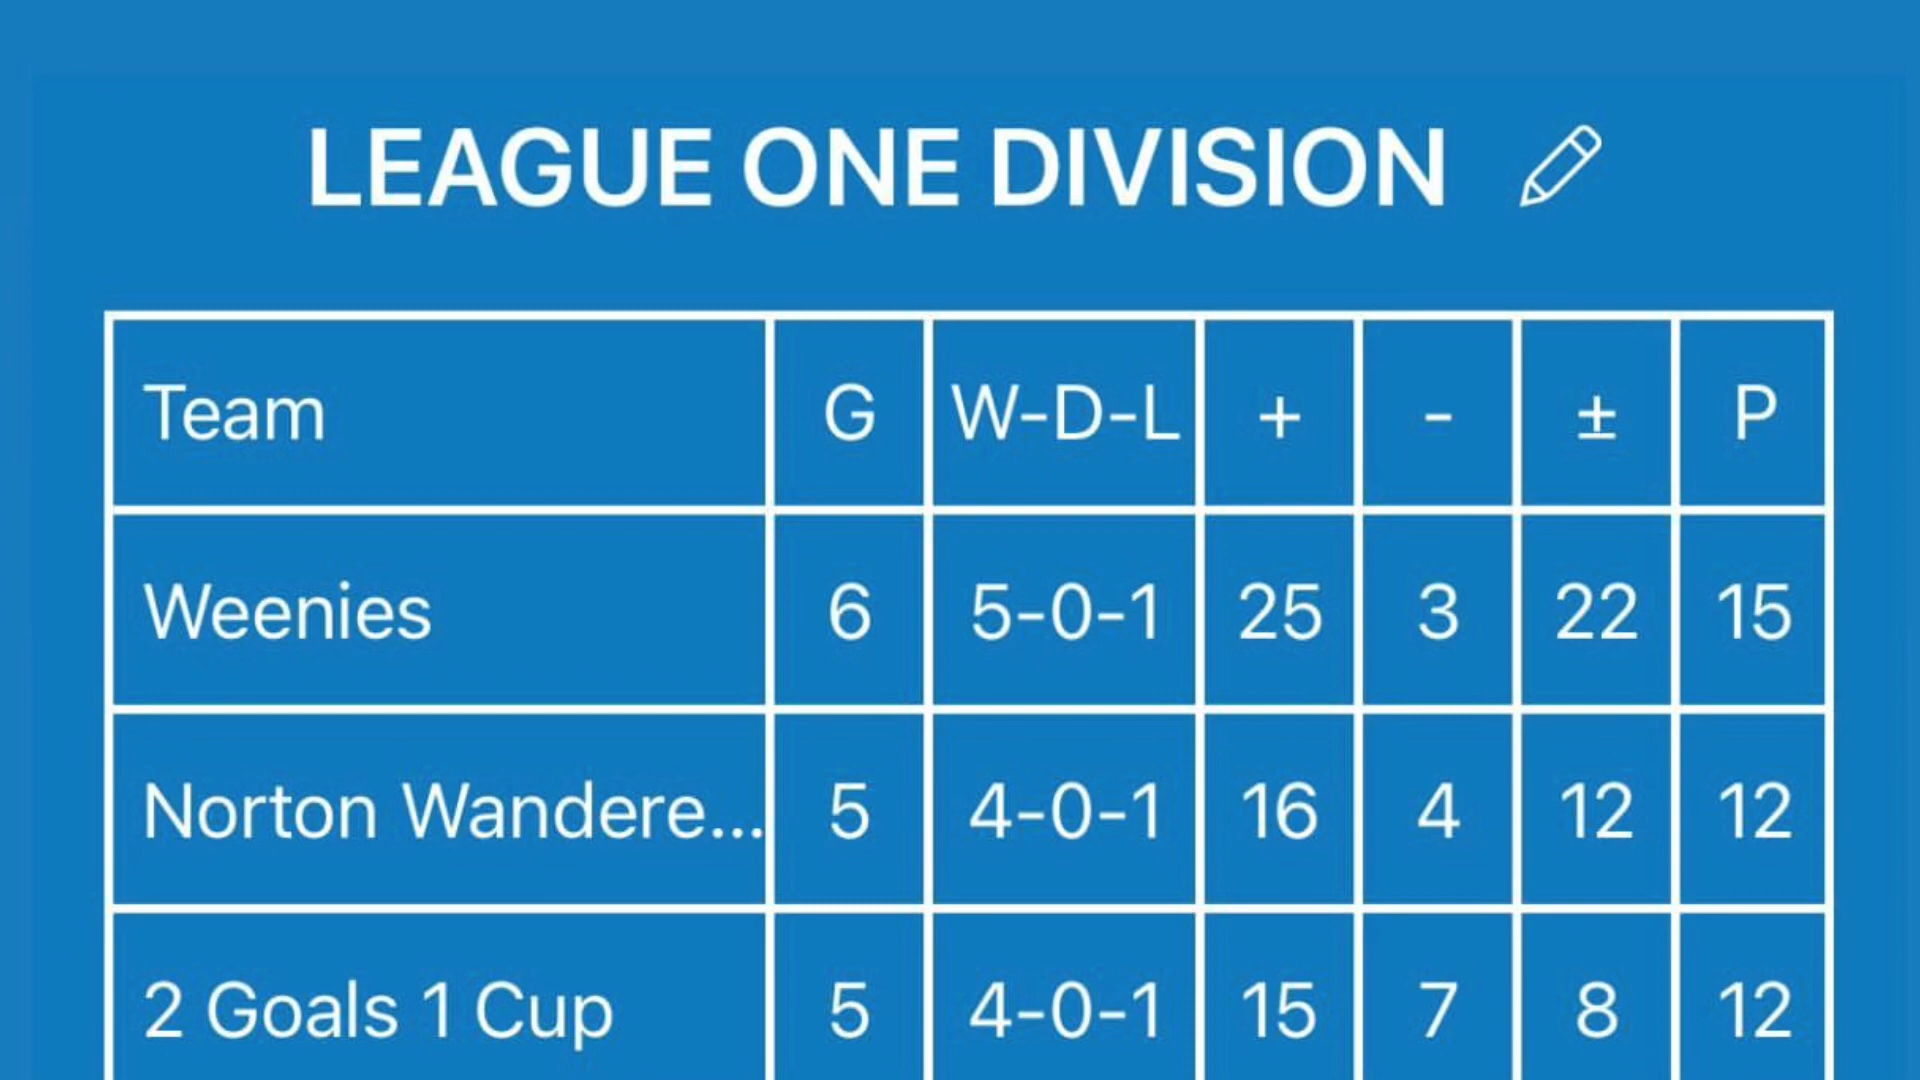 LEAGUE ONE DIVISION
Team G W-D-L + - ± P
Weenies 6 5-0-1 25 3 22 15
Norton Wandere... 5 4-0-1 16 4 12 12
2 Goals 1 Cup 5 4-0-1 15 7 8 12